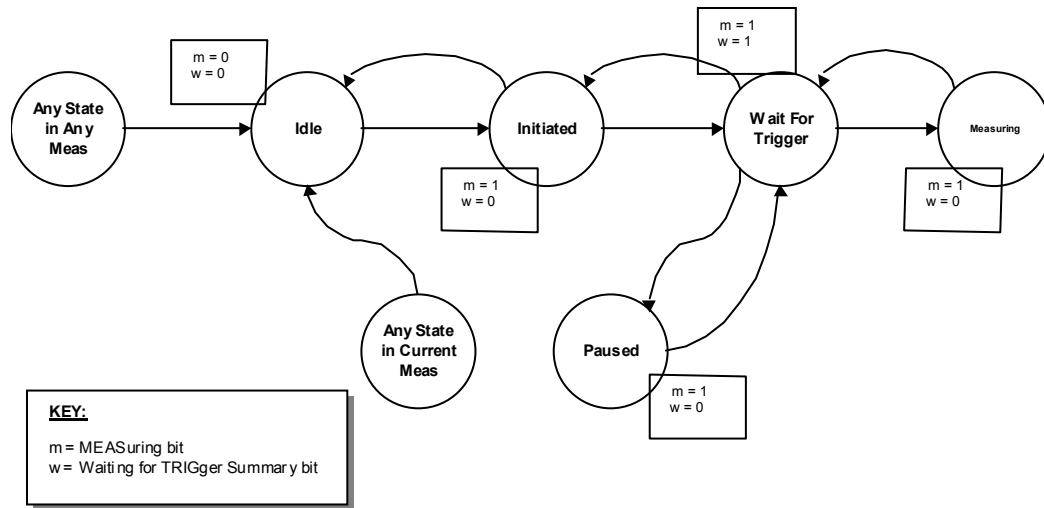 m = 0
w = 0
m = 1
w = 1
Any State
in Any
Meas
Idle
Initiated
Wait For
Trigger
Measuring
m = 1
w = 0
m = 1
w = 0
Any State
in Current
Meas
Paused
m = 1
w = 0
KEY:
m = MEASuring bit
w = Waiting for TRIGger Summary bit